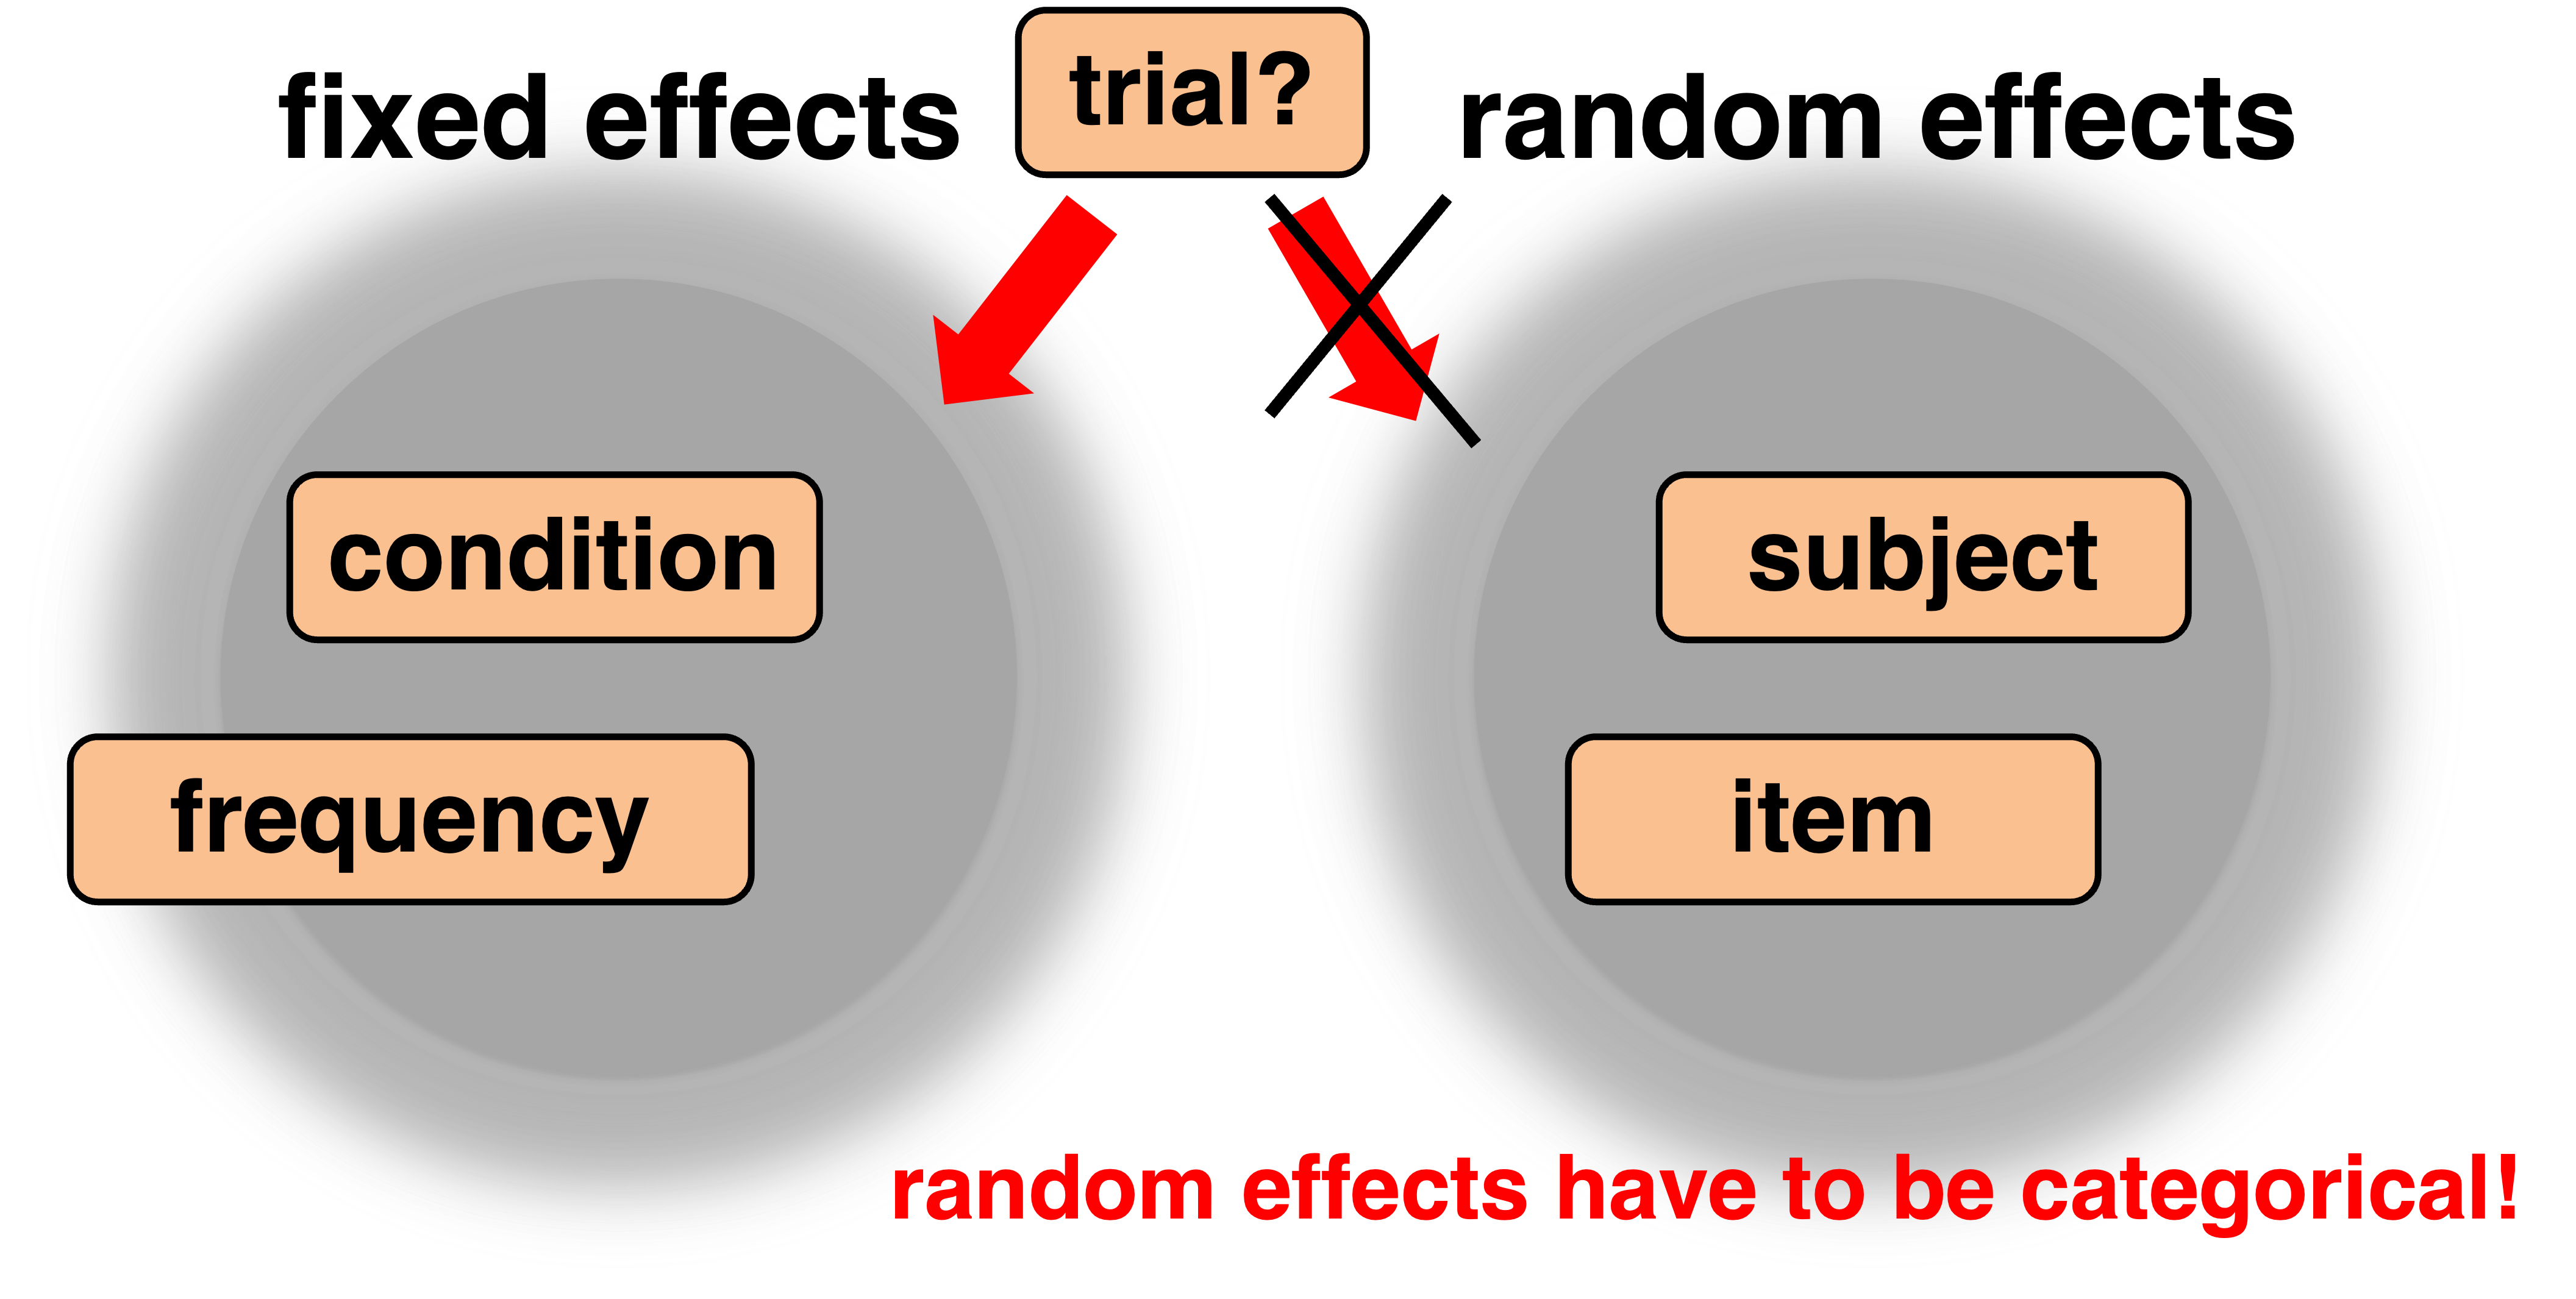 trial?
fixed effects
random effects
condition
subject
frequency
item
random effects have to be categorical!